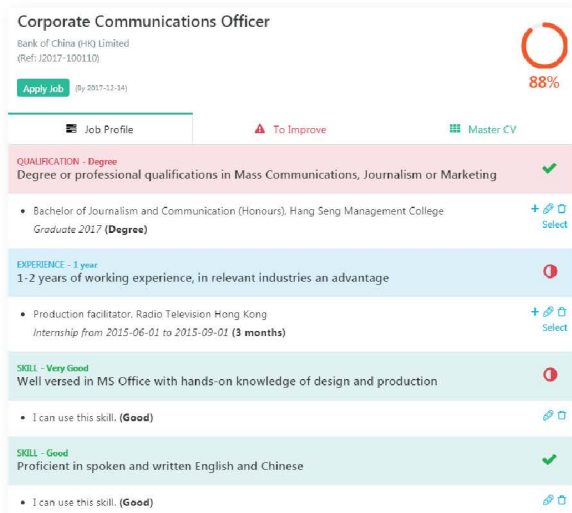 Corporate Communications Officer
Bank of China (HK) Limited
(Ref: J2017-100110)
88%
Apply Job (By 2017-12-14)
Job Profile
To Improve
Master CV
QUALIFICATION - Degree
Degree or professional qualifications in Mass Communications, Journalism or Marketing
• Bachelor of Journalism and Communication (Honours), Hang Seng Management College
Select
Graduate 2017 (Degree)
EXPERIENCE - 1 year
1-2 years of working experience, in relevant industries an advantage
• Production facilitator, Radio Television Hong Kong
Select
Internship from 2015-06-01 to 2015-09-01 (3 months)
SKILL - Very Good
Well versed in MS Office with hands-on knowledge of design and production
• I can use this skill. (Good)
SKILL - Good
Proficient in spoken and written English and Chinese
• I can use this skill. (Good)